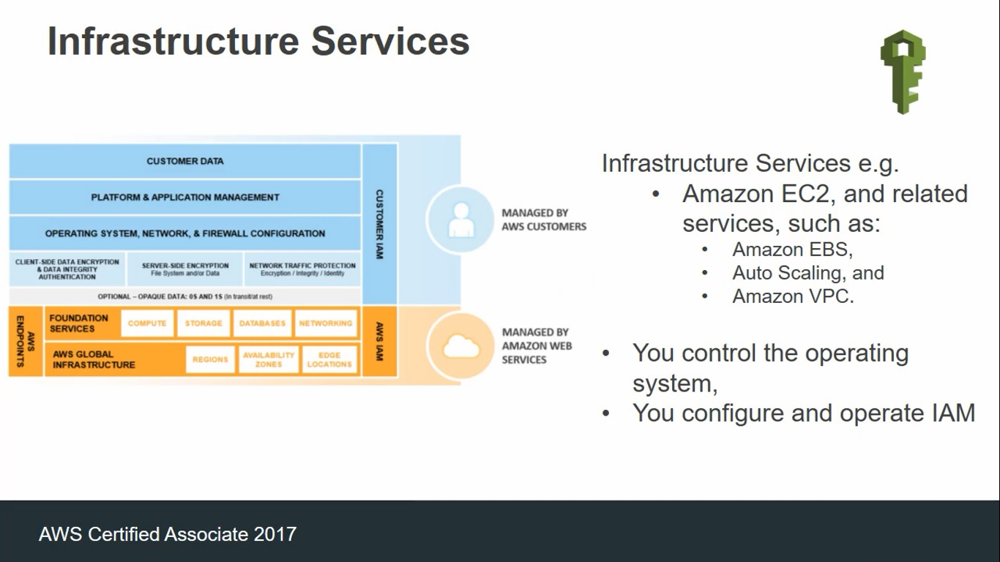 Infrastructure Services
CUSTOMER DATA
PLATFORM & APPLICATION MANAGEMENT
OPERATING SYSTEM, NETWORK, & FIREWALL CONFIGURATION
CLIENT-SIDE DATA ENCRYPTION
& DATA INTEGRITY
AUTHENTICATION
SERVER-SIDE ENCRYPTION
File System and/or Data
NETWORK TRAFFIC PROTECTION
Encryption / Integrity / Identity
OPTIONAL – OPAQUE DATA: 0S AND 1S (In transit/at rest)
CUSTOMER IAM
MANAGED BY
AWS CUSTOMERS
AWS
ENDPOINTS
FOUNDATION
SERVICES
COMPUTE
STORAGE
DATABASES
NETWORKING
AWS GLOBAL
INFRASTRUCTURE
REGIONS
AVAILABILITY
ZONES
EDGE
LOCATIONS
AWS IAM
MANAGED BY
AMAZON WEB
SERVICES
Infrastructure Services e.g.
• Amazon EC2, and related
services, such as:
• Amazon EBS,
• Auto Scaling, and
• Amazon VPC.
• You control the operating
system,
• You configure and operate IAM
AWS Certified Associate 2017